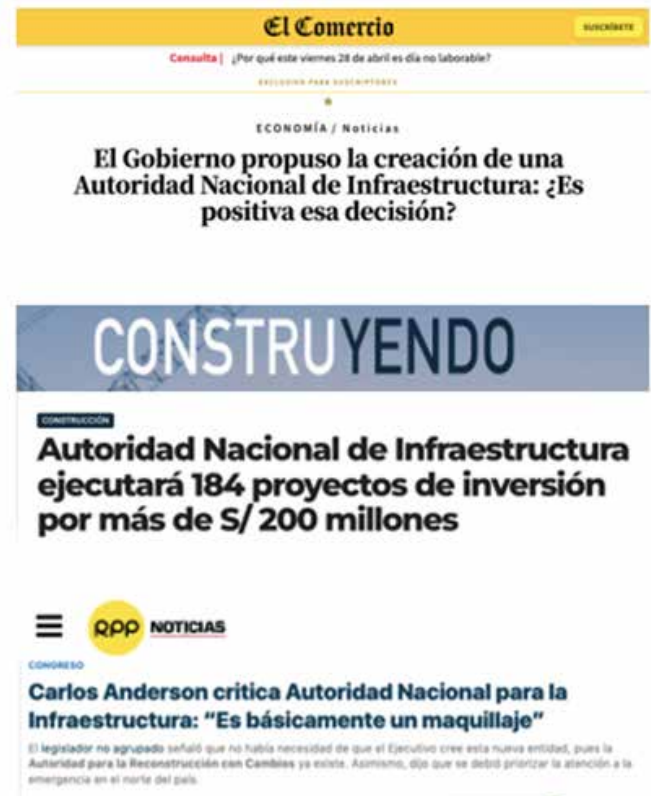 El Comercio
SUSCRÍBETE
Consulta | ¿Por qué este viernes 28 de abril es día no laborable?
EXCLUSIVO PARA SUSCRIPTORES
ECONOMÍA / Noticias
El Gobierno propuso la creación de una
Autoridad Nacional de Infraestructura: ¿Es
positiva esa decisión?
CONSTRUYENDO
CONSTRUCCIÓN
Autoridad Nacional de Infraestructura
ejecutará 184 proyectos de inversión
por más de S/ 200 millones
RPP NOTICIAS
CONGRESO
Carlos Anderson critica Autoridad Nacional para la
Infraestructura: “Es básicamente un maquillaje”
El legislador no agrupado señaló que no había necesidad de que el Ejecutivo cree esta nueva entidad, pues la
Autoridad para la Reconstrucción con Cambios ya existe. Asimismo, dijo que se debió priorizar la atención a la
emergencia en el norte del país.